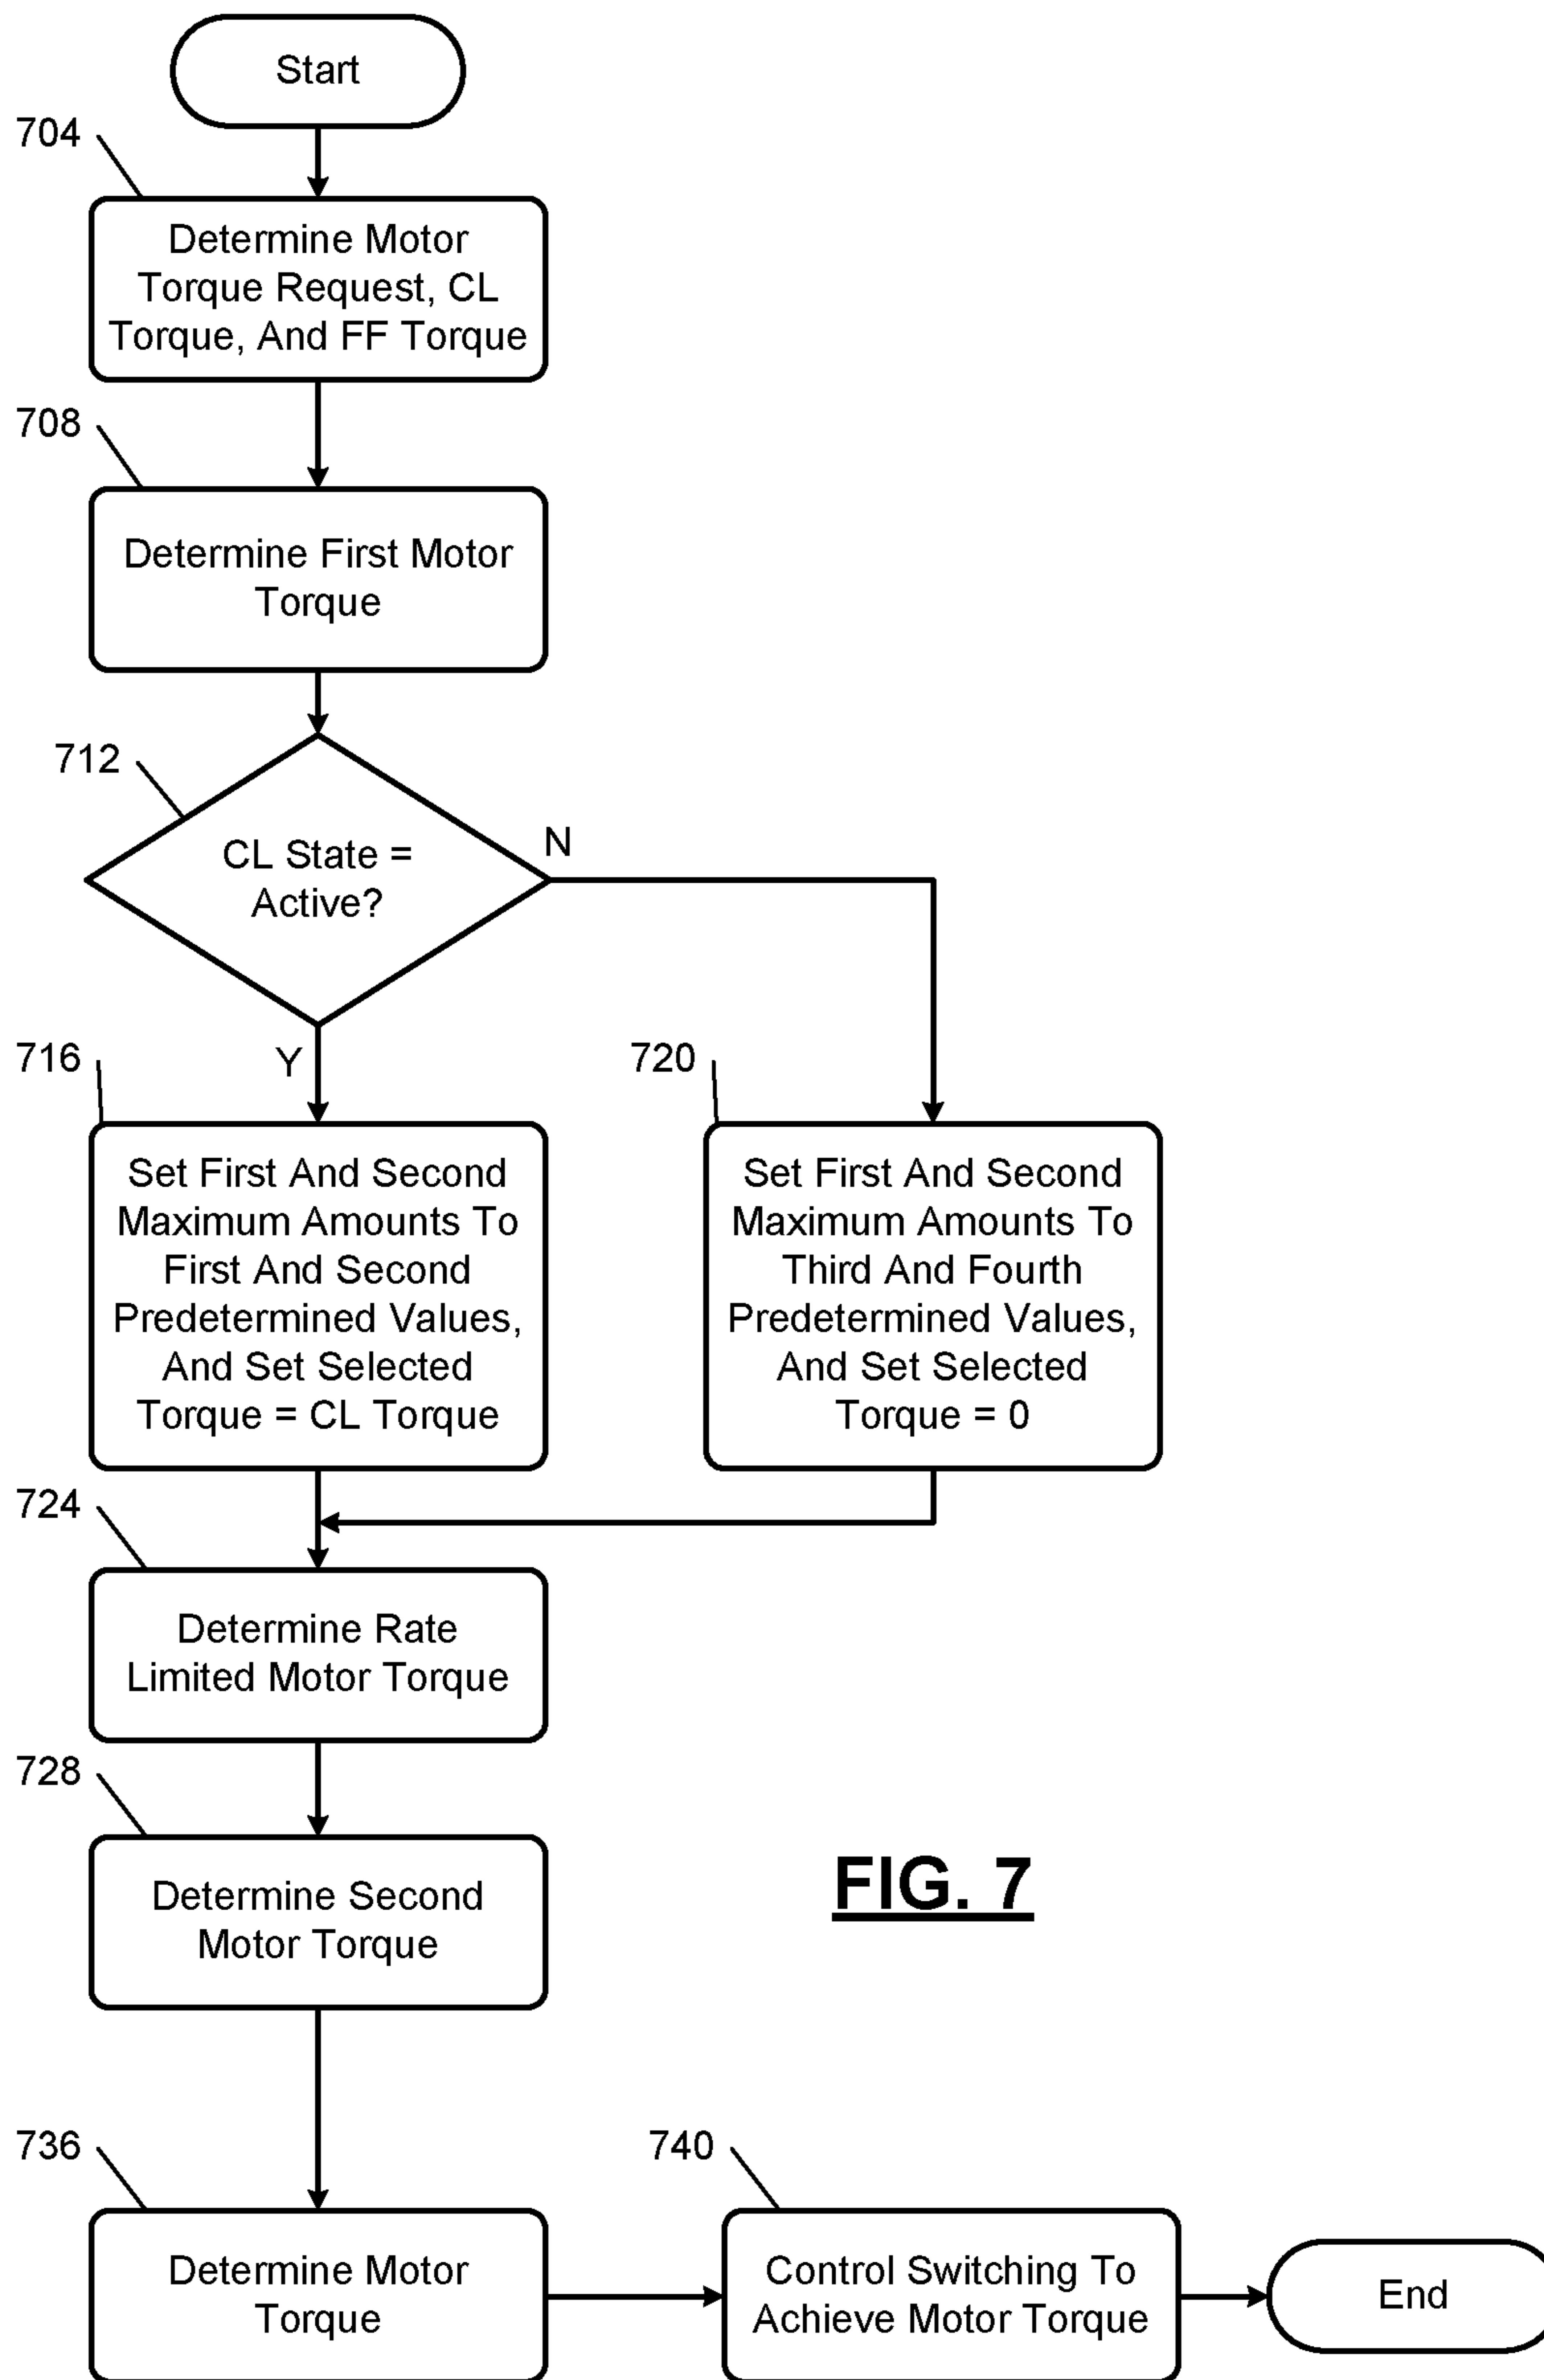 Start
704
Determine Motor
Torque Request, CL
Torque, And FF Torque
708
Determine First Motor
Torque
712
CL State =
Active?
N
Y
716
Set First And Second
Maximum Amounts To
First And Second
Predetermined Values,
And Set Selected
Torque = CL Torque
720
Set First And Second
Maximum Amounts To
Third And Fourth
Predetermined Values,
And Set Selected
Torque = 0
724
Determine Rate
Limited Motor Torque
728
Determine Second
Motor Torque
FIG. 7
736
Determine Motor
Torque
740
Control Switching To
Achieve Motor Torque
End